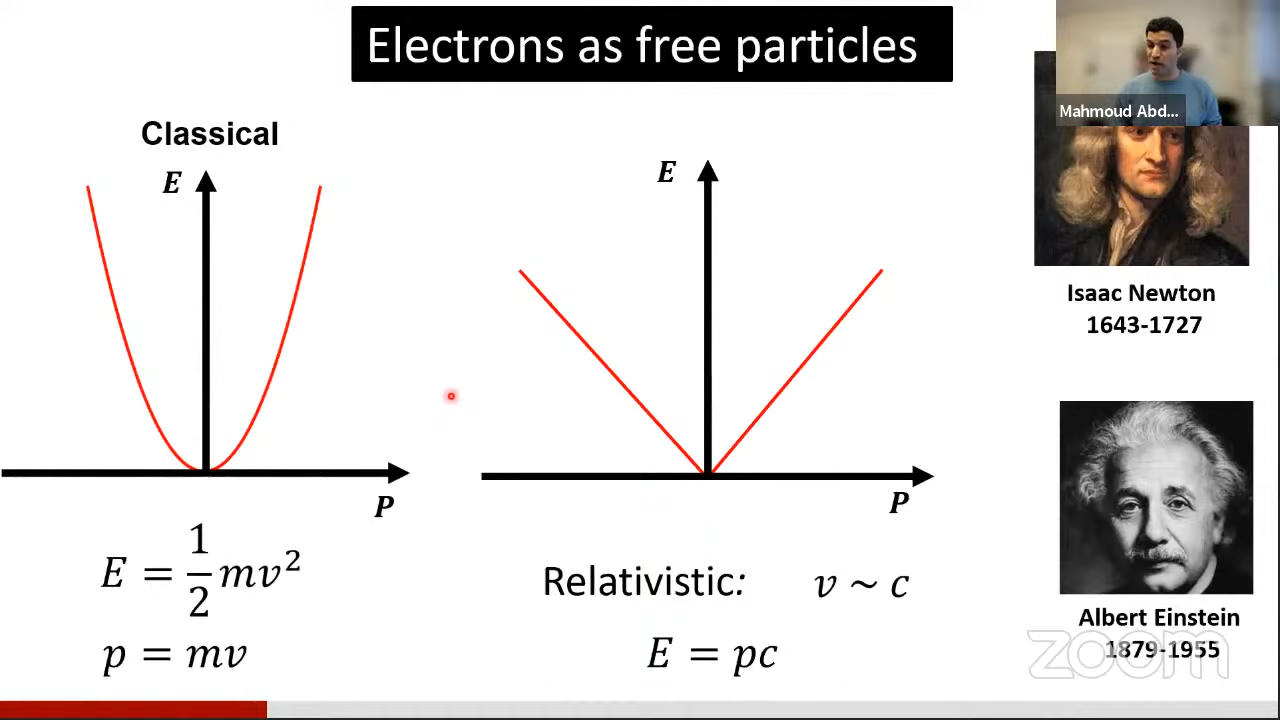 Electrons as free particles
Mahmoud Abd...
Classical
E
P
E = 1/2 mv²
p = mv
E
P
Relativistic: v ~ c
E = pc
Isaac Newton
1643-1727
Albert Einstein
1879-1955
zoom